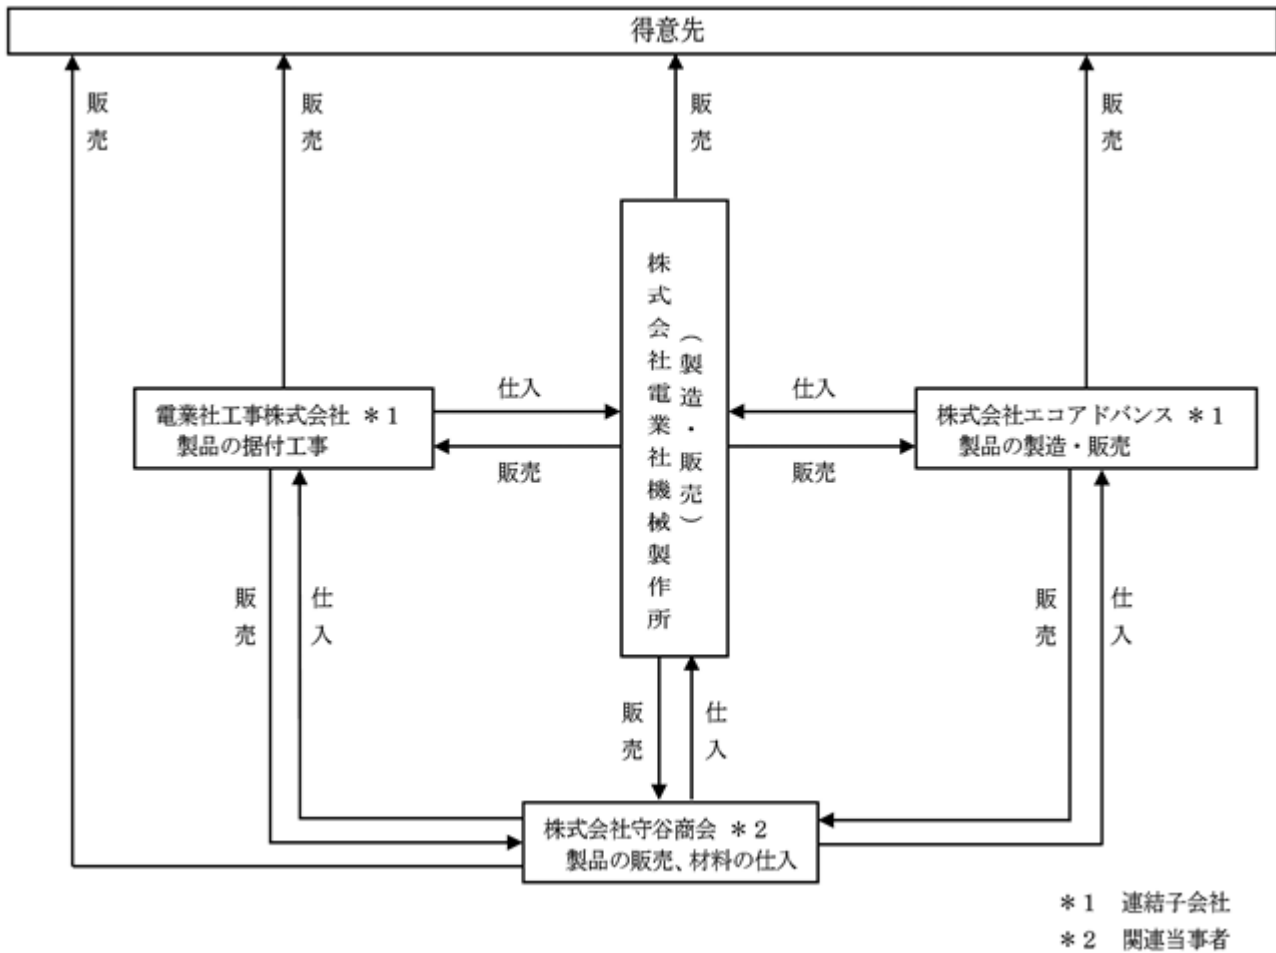 得意先
販売
販売
販売
販売
株式会社電業社機械製作所
（製造・販売）
仕入
仕入
電業社工事株式会社 ＊1
製品の据付工事
株式会社エコアドバンス ＊1
製品の製造・販売
販売
販売
販売
仕入
販売
仕入
販売
仕入
株式会社守谷商会 ＊2
製品の販売、材料の仕入
＊1 連結子会社
＊2 関連当事者